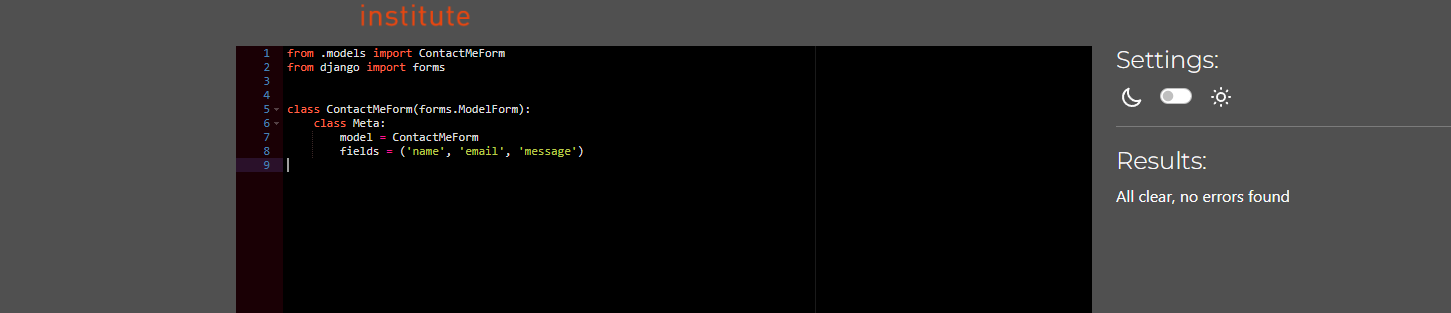 institute
1 from .models import ContactMeForm
2 from django import forms
3
4
5 class ContactMeForm(forms.ModelForm):
6     class Meta:
7         model = ContactMeForm
8         fields = ('name', 'email', 'message')
9
Settings:
Results:
All clear, no errors found